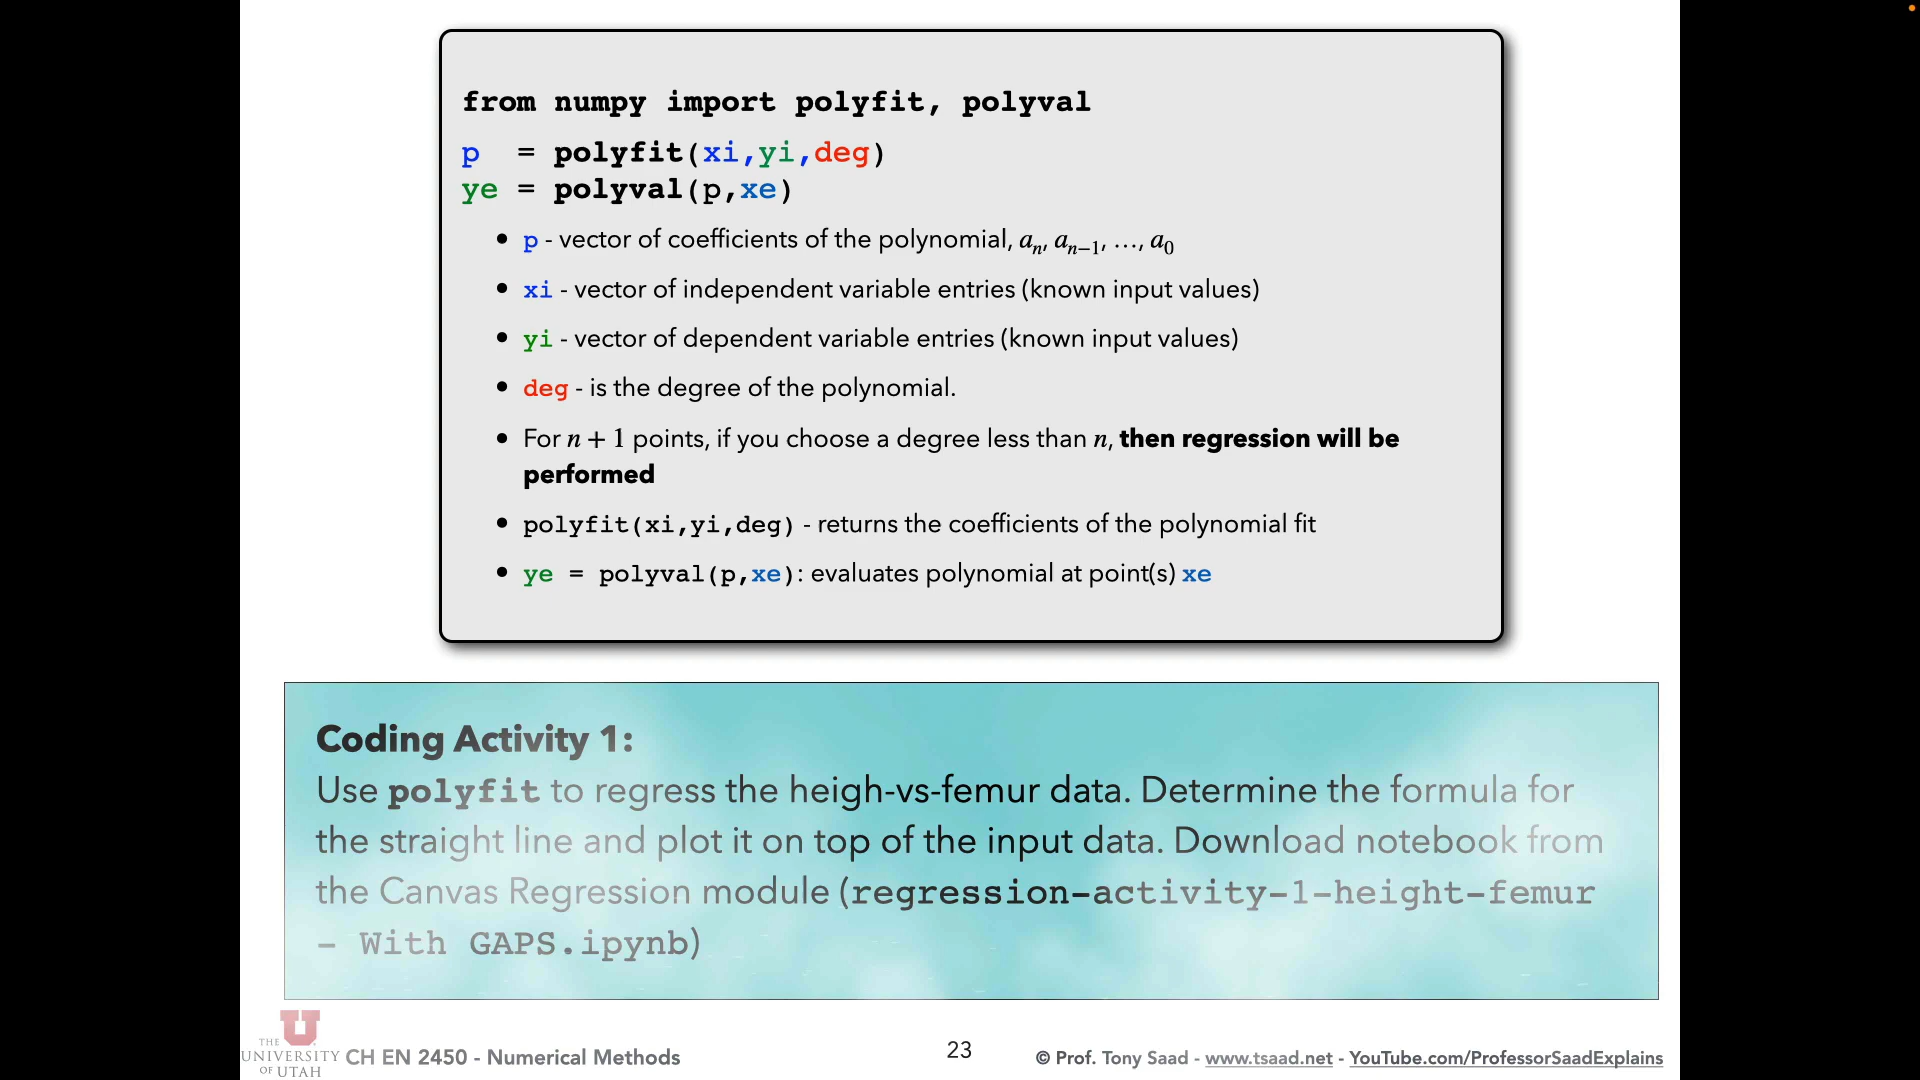 from numpy import polyfit, polyval
p = polyfit(xi,yi,deg)
ye = polyval(p,xe)
• p - vector of coefficients of the polynomial, aₙ, aₙ₋₁, …, a₀
• xi - vector of independent variable entries (known input values)
• yi - vector of dependent variable entries (known input values)
• deg - is the degree of the polynomial.
• For n + 1 points, if you choose a degree less than n, then regression will be
performed
• polyfit(xi,yi,deg) - returns the coefficients of the polynomial fit
• ye = polyval(p,xe): evaluates polynomial at point(s) xe
Coding Activity 1:
Use polyfit to regress the heigh-vs-femur data. Determine the formula for
the straight line and plot it on top of the input data. Download notebook from
the Canvas Regression module (regression-activity-1-height-femur
- With GAPS.ipynb)
THE
UNIVERSITY
OF UTAH
CH EN 2450 - Numerical Methods
23
© Prof. Tony Saad - www.tsaad.net - YouTube.com/ProfessorSaadExplains